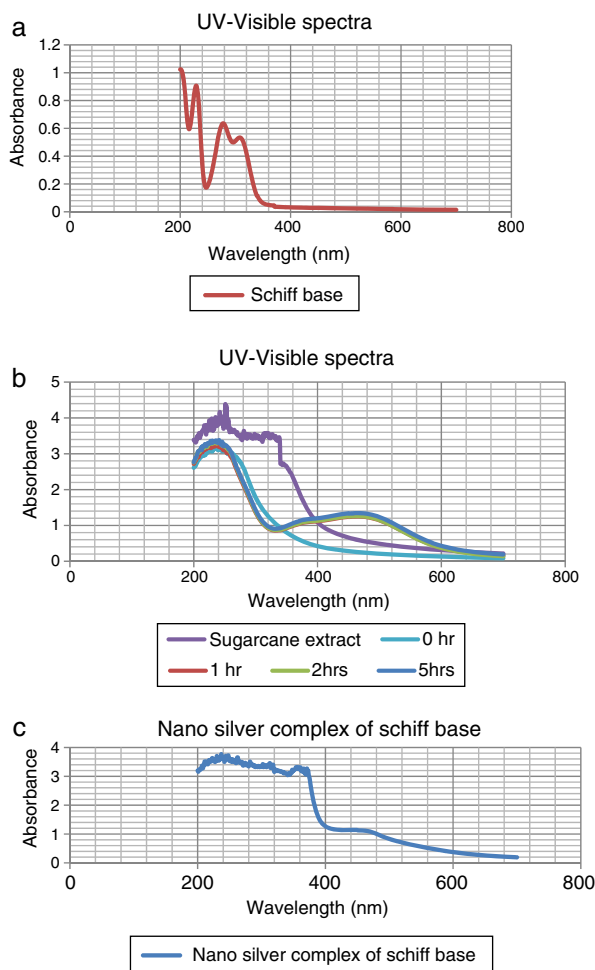 a
UV-Visible spectra
Absorbance
1.2
1
0.8
0.6
0.4
0.2
0
0 200 400 600 800
Wavelength (nm)
Schiff base
b
UV-Visible spectra
Absorbance
5
4
3
2
1
0
0 200 400 600 800
Wavelength (nm)
Sugarcane extract 0 hr
1 hr 2hrs 5hrs
c
Nano silver complex of schiff base
Absorbance
4
3
2
1
0
0 200 400 600 800
Wavelength (nm)
Nano silver complex of schiff base